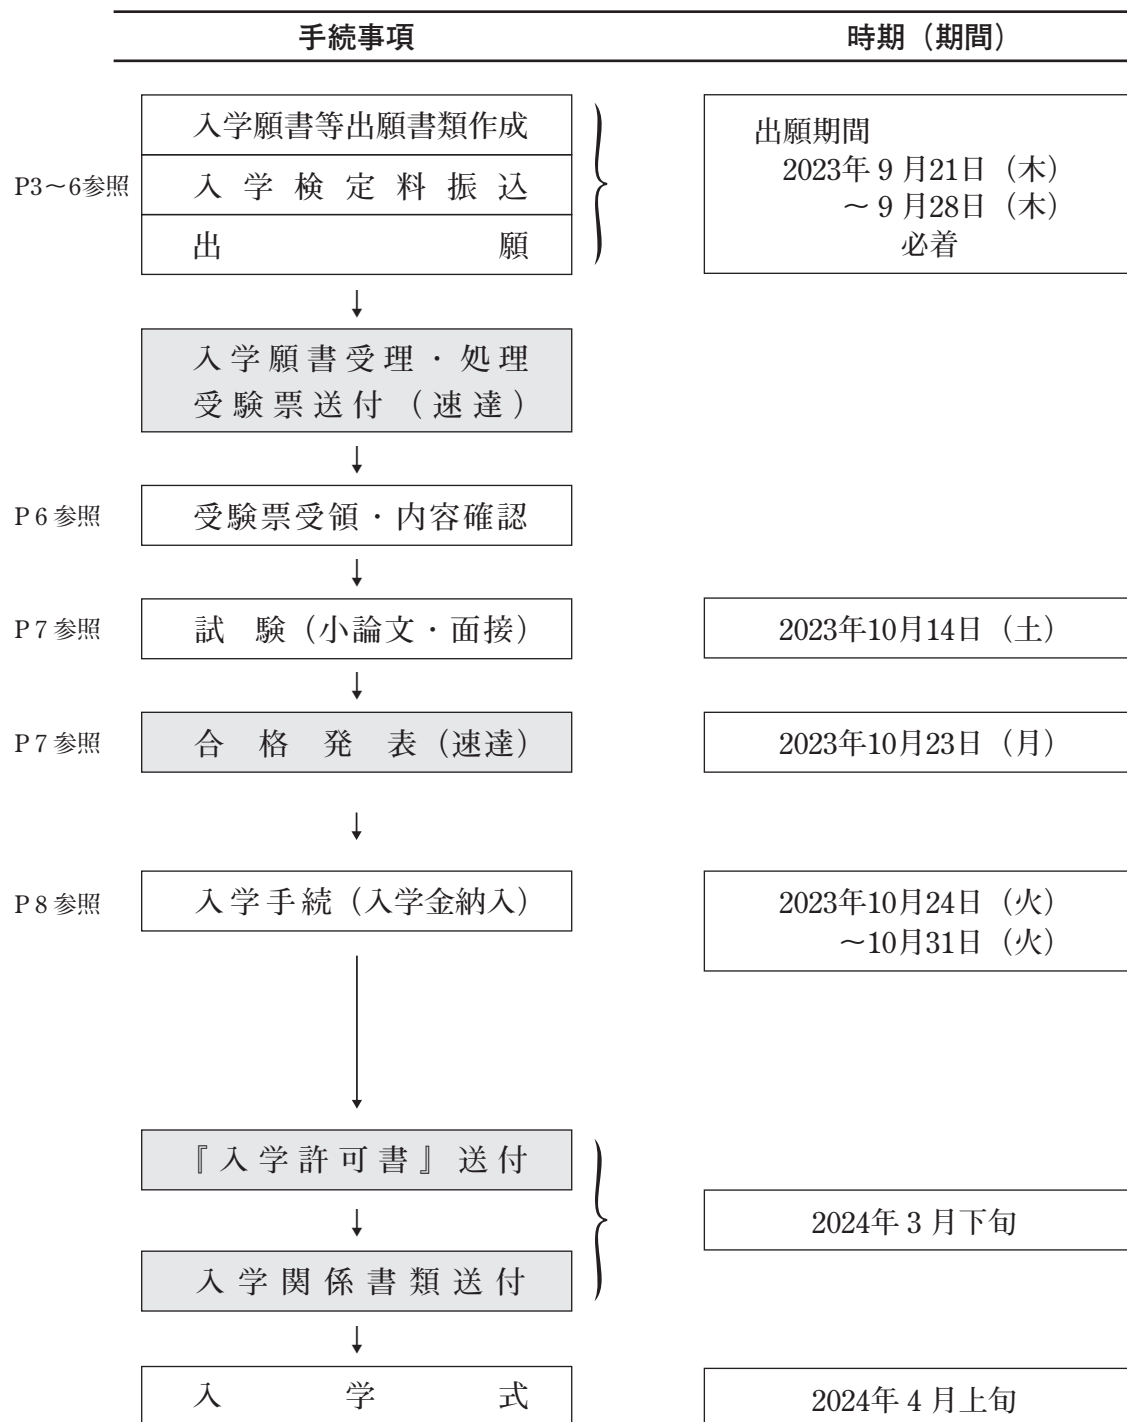 手続事項 時期（期間）
入学願書等出願書類作成
P3〜6参照 入学検定料振込
出願
出願期間
2023年9月21日（木）
〜9月28日（木）
必着
入学願書受理・処理
受験票送付（速達）
P6参照 受験票受領・内容確認
P7参照 試 験（小論文・面接） 2023年10月14日（土）
P7参照 合格発表（速達） 2023年10月23日（月）
P8参照 入学手続（入学金納入） 2023年10月24日（火）
〜10月31日（火）
『入学許可書』送付
2024年3月下旬
入学関係書類送付
入学式 2024年4月上旬